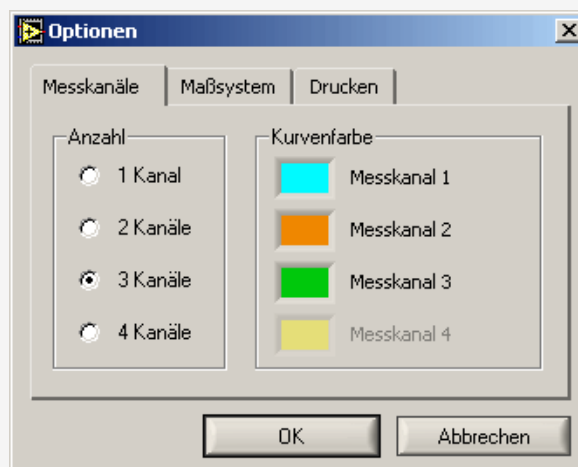 Optionen
Messkanäle
Maßsystem
Drucken
Anzahl
1 Kanal
2 Kanäle
3 Kanäle
4 Kanäle
Kurvenfarbe
Messkanal 1
Messkanal 2
Messkanal 3
Messkanal 4
OK
Abbrechen